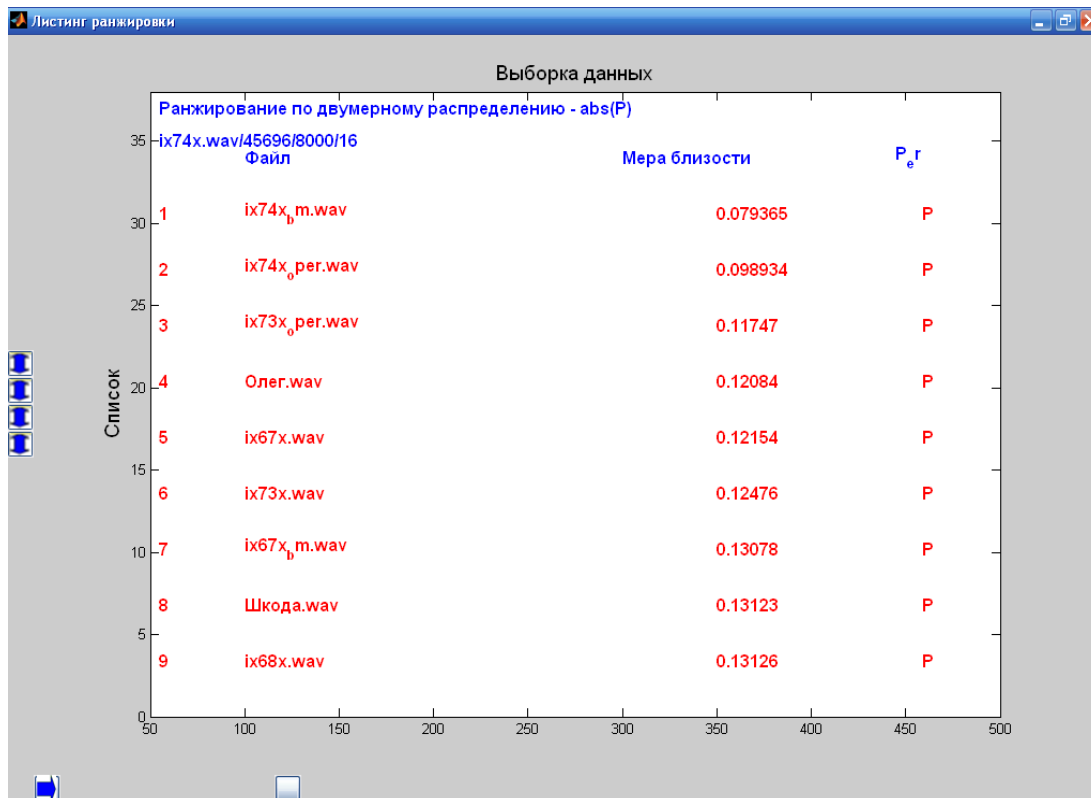 Листинг ранжировки
Выборка данных
Ранжирование по двумерному распределению - abs(P)
ix74x.wav/45696/8000/16
Файл Мера близости P_er
1 ix74x_bm.wav 0.079365 P
2 ix74x_oper.wav 0.098934 P
3 ix73x_oper.wav 0.11747 P
4 Олег.wav 0.12084 P
5 ix67x.wav 0.12154 P
6 ix73x.wav 0.12476 P
7 ix67x_bm.wav 0.13078 P
8 Шкода.wav 0.13123 P
9 ix68x.wav 0.13126 P
Список
35
30
25
20
15
10
5
0
50 100 150 200 250 300 350 400 450 500